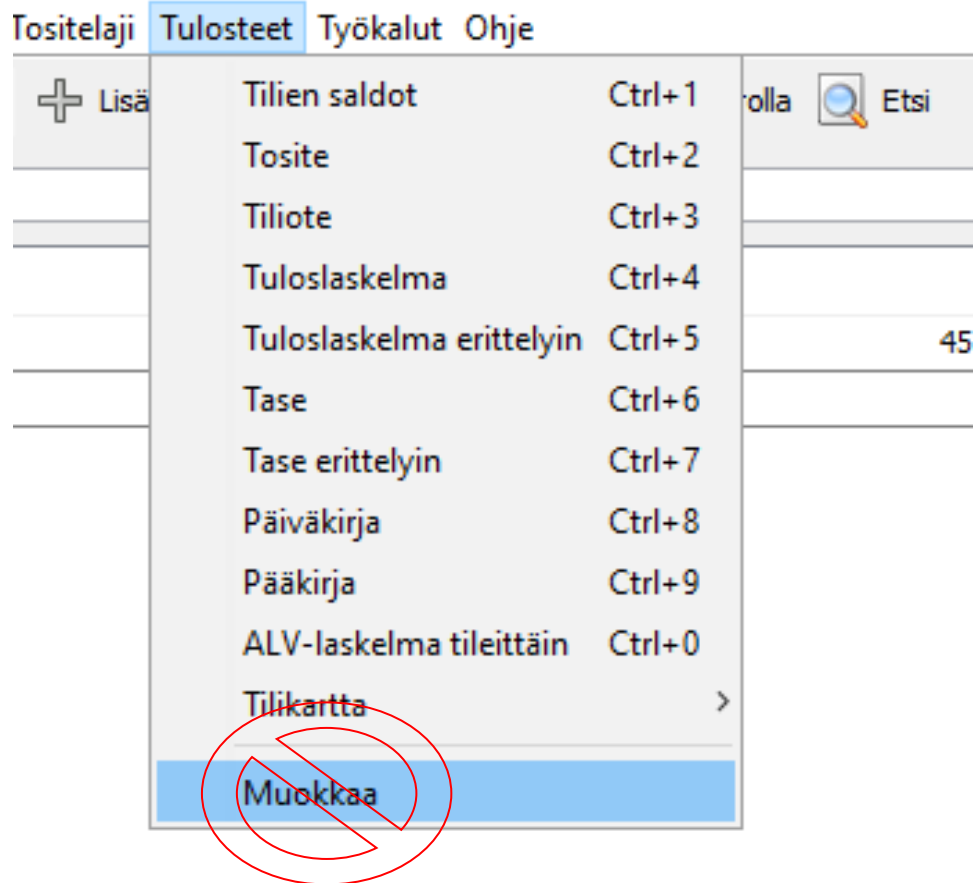 Tositelaji Tulosteet Työkalut Ohje
Lisä rolla Etsi
Tilien saldot Ctrl+1
Tosite Ctrl+2
Tiliote Ctrl+3
Tuloslaskelma Ctrl+4
Tuloslaskelma erittelyin Ctrl+5 45
Tase Ctrl+6
Tase erittelyin Ctrl+7
Päiväkirja Ctrl+8
Pääkirja Ctrl+9
ALV-laskelma tileittäin Ctrl+0
Tilikartta >
Muokkaa